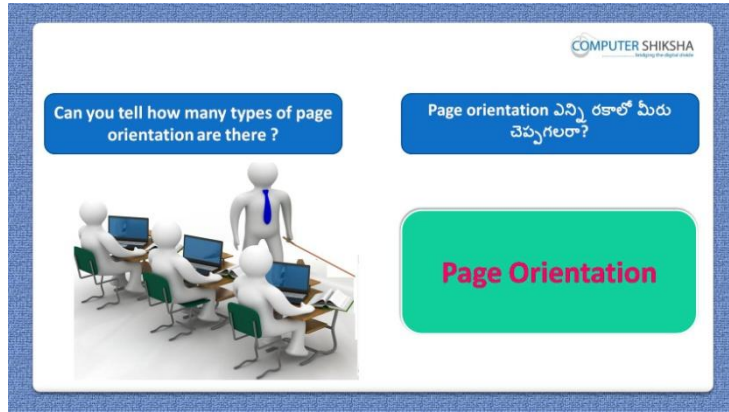 COMPUTER SHIKSHA
bridging the digital divide
Can you tell how many types of page
orientation are there ?
Page orientation ఎన్ని రకాలో మీరు
చెప్పగలరా?
Page Orientation